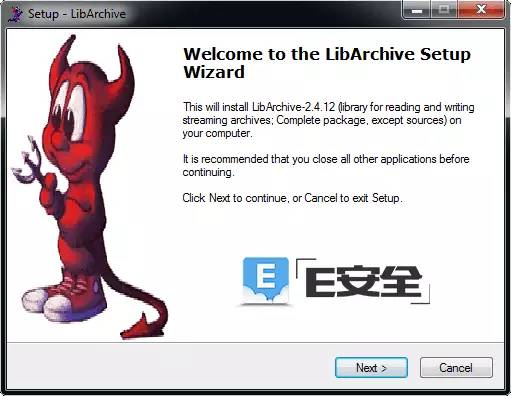 Setup - LibArchive
Welcome to the LibArchive Setup
Wizard
This will install LibArchive-2.4.12 (library for reading and writing
streaming archives; Complete package, except sources) on
your computer.
It is recommended that you close all other applications before
continuing.
Click Next to continue, or Cancel to exit Setup.
E
E安全
Next >
Cancel